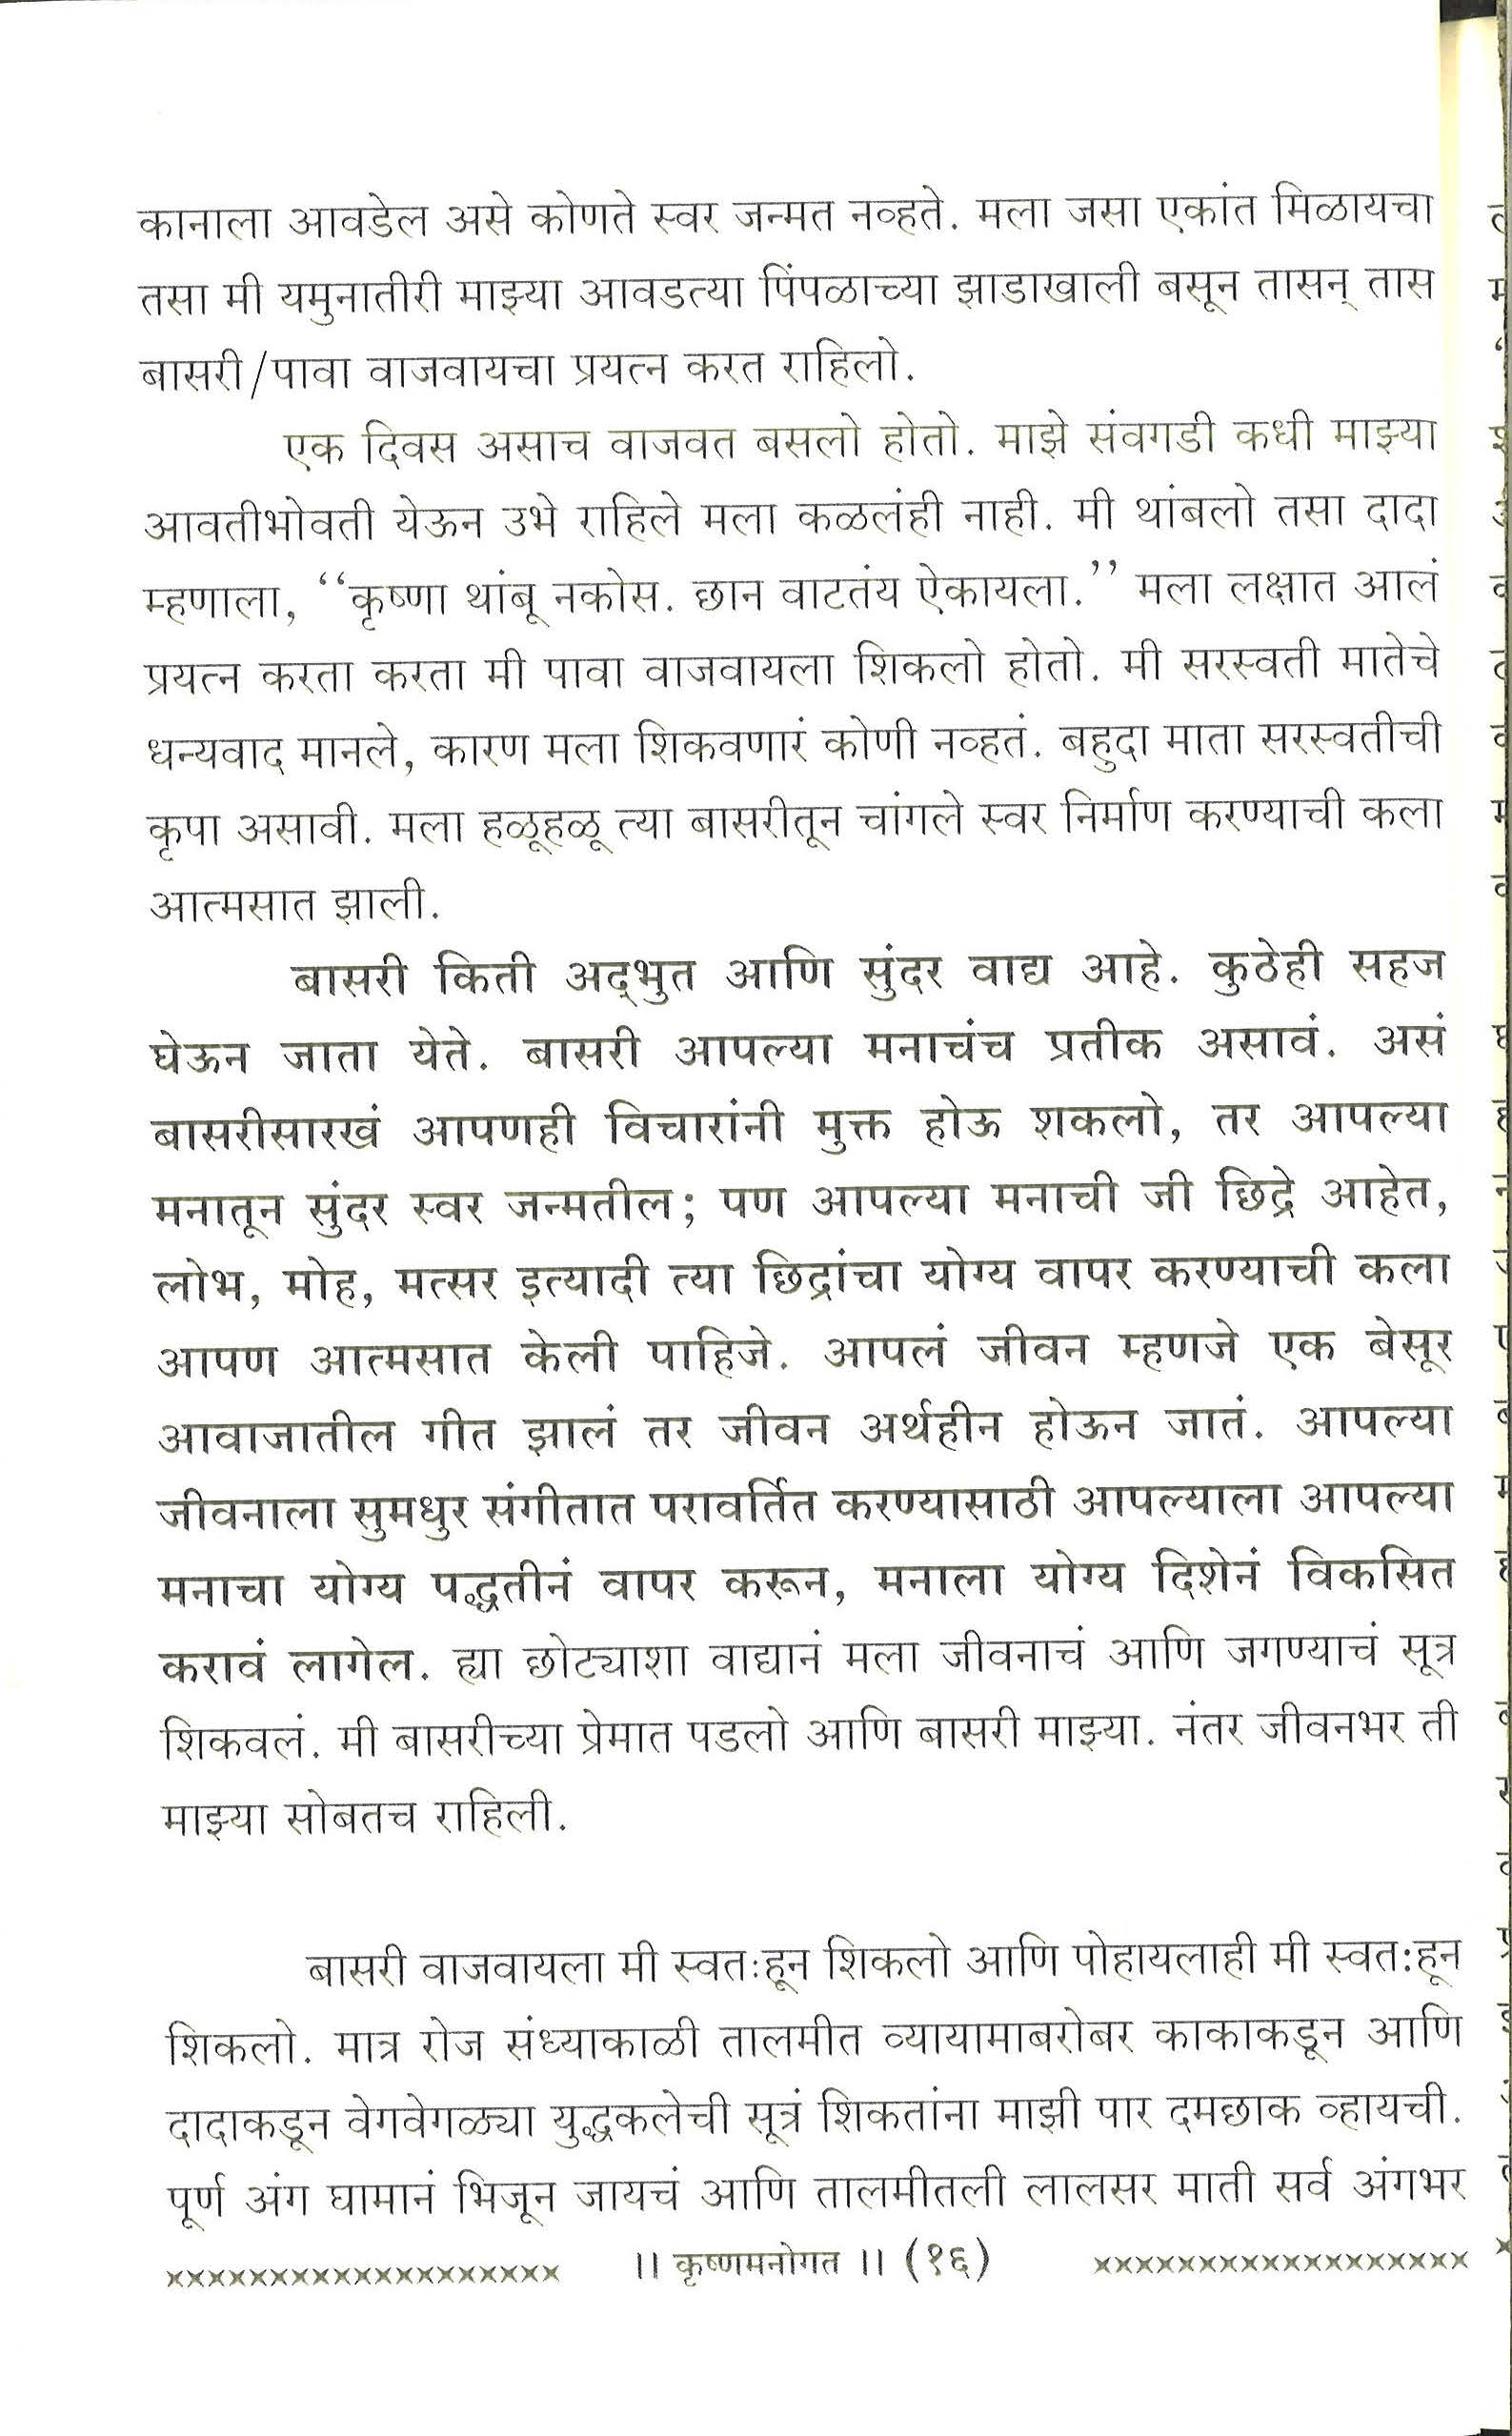 कानाला आवडेल असे कोणते स्वर जन्मत नव्हते. मला जसा एकांत मिळायचा
तसा मी यमुनातीरी माझ्या आवडत्या पिंपळाच्या झाडाखाली बसून तासन् तास
बासरी/पावा वाजवायचा प्रयत्न करत राहिलो.
एक दिवस असाच वाजवत बसलो होतो. माझे संवगडी कधी माझ्या
आवतीभोवती येऊन उभे राहिले मला कळलंही नाही. मी थांबलो तसा दादा
म्हणाला, “कृष्णा थांबू नकोस. छान वाटतंय ऐकायला.” मला लक्षात आलं
प्रयत्न करता करता मी पावा वाजवायला शिकलो होतो. मी सरस्वती मातेचे
धन्यवाद मानले, कारण मला शिकवणारं कोणी नव्हतं. बहुदा माता सरस्वतीची
कृपा असावी. मला हळूहळू त्या बासरीतून चांगले स्वर निर्माण करण्याची कला
आत्मसात झाली.
बासरी किती अद्‌भुत आणि सुंदर वाद्य आहे. कुठेही सहज
घेऊन जाता येते. बासरी आपल्या मनाचंच प्रतीक असावं. असं
बासरीसारखं आपणही विचारांनी मुक्त होऊ शकलो, तर आपल्या
मनातून सुंदर स्वर जन्मतील; पण आपल्या मनाची जी छिद्रे आहेत,
लोभ, मोह, मत्सर इत्यादी त्या छिद्रांचा योग्य वापर करण्याची कला
आपण आत्मसात केली पाहिजे. आपलं जीवन म्हणजे एक बेसूर
आवाजातील गीत झालं तर जीवन अर्थहीन होऊन जातं. आपल्या
जीवनाला सुमधुर संगीतात परावर्तित करण्यासाठी आपल्याला आपल्या
मनाचा योग्य पद्धतीनं वापर करून, मनाला योग्य दिशेनं विकसित
करावं लागेल. ह्या छोट्याशा वाद्यानं मला जीवनाचं आणि जगण्याचं सूत्र
शिकवलं. मी बासरीच्या प्रेमात पडलो आणि बासरी माझ्या. नंतर जीवनभर ती
माझ्या सोबतच राहिली.
बासरी वाजवायला मी स्वतःहून शिकलो आणि पोहायलाही मी स्वतःहून
शिकलो. मात्र रोज संध्याकाळी तालमीत व्यायामाबरोबर काकाकडून आणि
दादाकडून वेगवेगळ्या युद्धकलेची सूत्रं शिकतांना माझी पार दमछाक व्हायची.
पूर्ण अंग घामानं भिजून जायचं आणि तालमीतली लालसर माती सर्व अंगभर
।। कृष्णमनोगत ।। (१६)